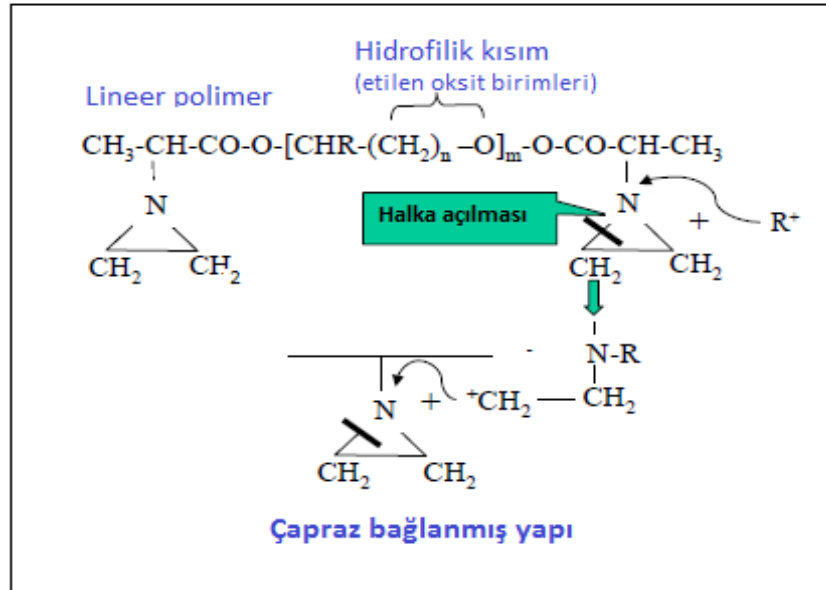 Hidrofilik kısım
(etilen oksit birimleri)
Lineer polimer
CH₃-CH-CO-O-[CHR-(CH₂)ₙ–O]ₘ-O-CO-CH-CH₃
N
N
Halka açılması
+
R⁺
CH₂
CH₂
CH₂
CH₂
N-R
N
+
⁺CH₂
CH₂
CH₂
CH₂
Çapraz bağlanmış yapı